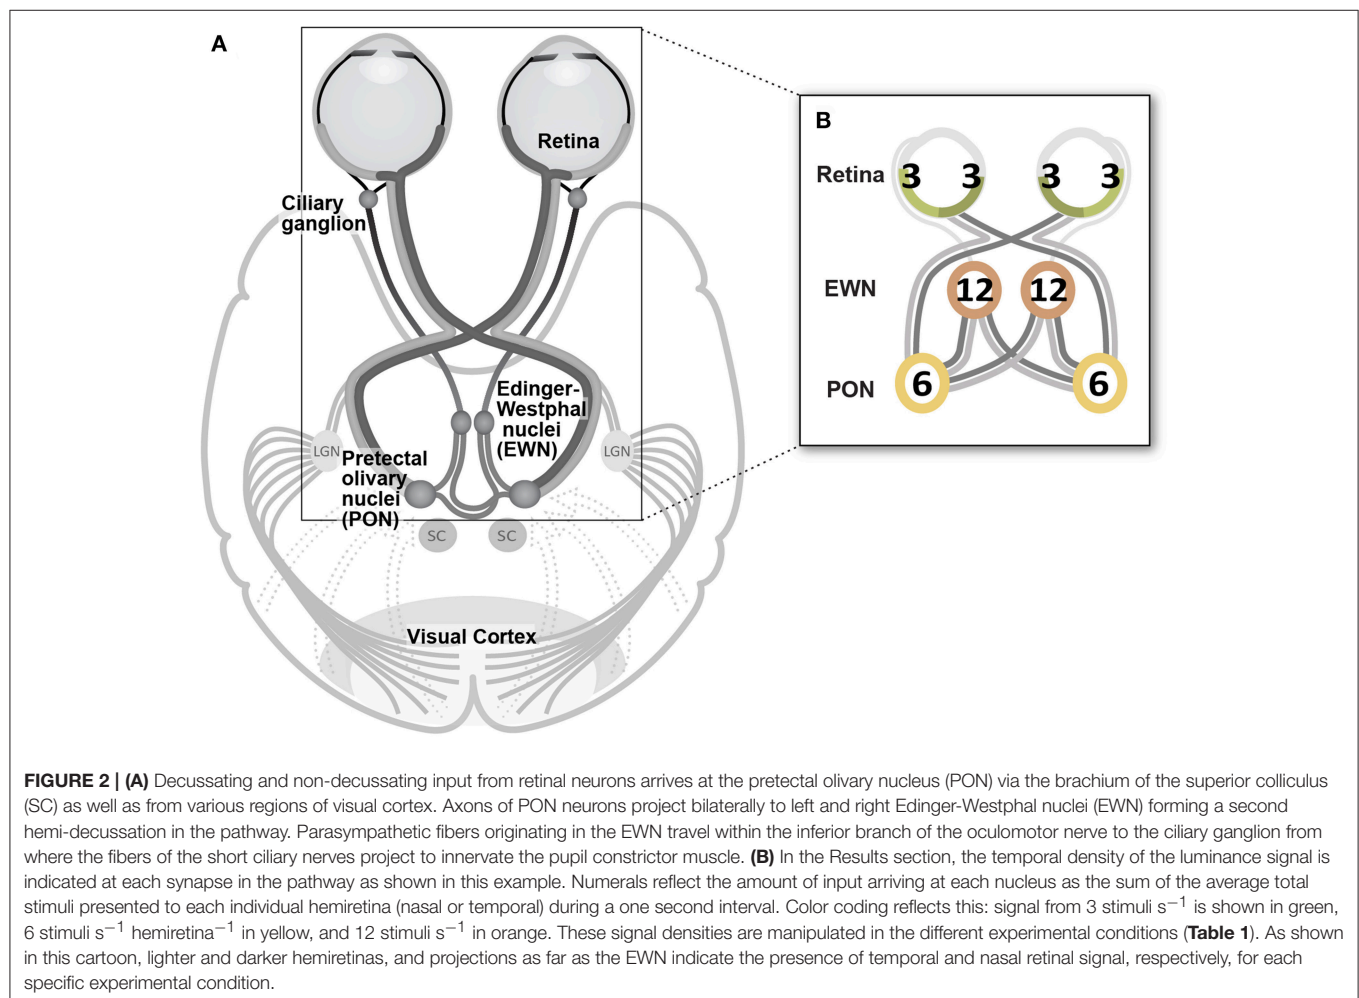 A
Retina
Ciliary
ganglion
Edinger-
Westphal
nuclei
(EWN)
LGN
LGN
Pretectal
olivary
nuclei
(PON)
SC
SC
Visual Cortex
B
Retina
3
3
3
3
EWN
12
12
PON
6
6
FIGURE 2 | (A) Decussating and non-decussating input from retinal neurons arrives at the pretectal olivary nucleus (PON) via the brachium of the superior colliculus
(SC) as well as from various regions of visual cortex. Axons of PON neurons project bilaterally to left and right Edinger-Westphal nuclei (EWN) forming a second
hemi-decussation in the pathway. Parasympathetic fibers originating in the EWN travel within the inferior branch of the oculomotor nerve to the ciliary ganglion from
where the fibers of the short ciliary nerves project to innervate the pupil constrictor muscle. (B) In the Results section, the temporal density of the luminance signal is
indicated at each synapse in the pathway as shown in this example. Numerals reflect the amount of input arriving at each nucleus as the sum of the average total
stimuli presented to each individual hemiretina (nasal or temporal) during a one second interval. Color coding reflects this: signal from 3 stimuli s⁻¹ is shown in green,
6 stimuli s⁻¹ hemiretina⁻¹ in yellow, and 12 stimuli s⁻¹ in orange. These signal densities are manipulated in the different experimental conditions (Table 1). As shown
in this cartoon, lighter and darker hemiretinas, and projections as far as the EWN indicate the presence of temporal and nasal retinal signal, respectively, for each
specific experimental condition.